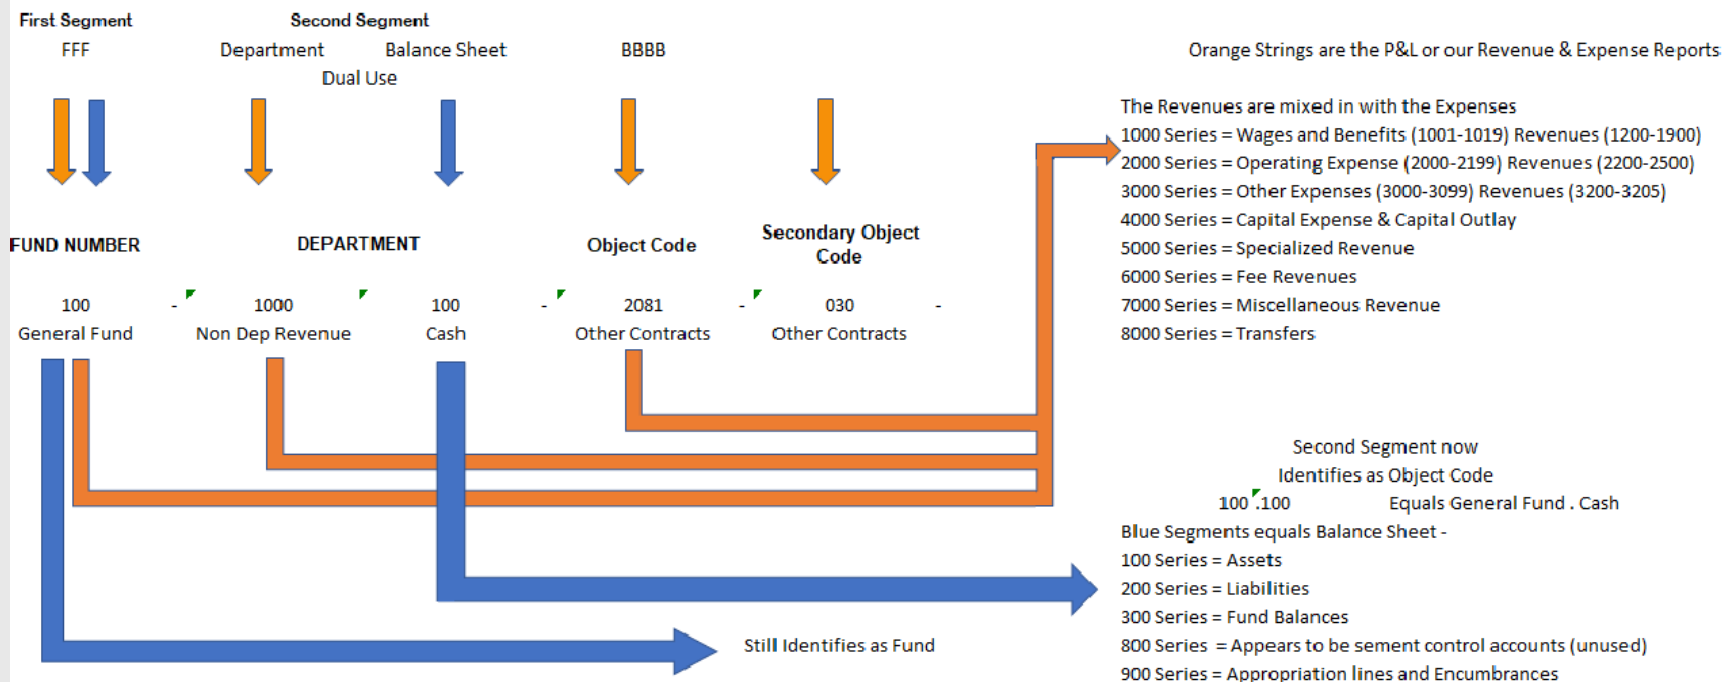 First Segment
Second Segment
FFF
Department
Balance Sheet
BBBB
Dual Use
FUND NUMBER
DEPARTMENT
Object Code
Secondary Object
Code
100 - 1000 100 - 2081 - 030 -
General Fund
Non Dep Revenue
Cash
Other Contracts
Other Contracts
Orange Strings are the P&L or our Revenue & Expense Reports
The Revenues are mixed in with the Expenses
1000 Series = Wages and Benefits (1001-1019) Revenues (1200-1900)
2000 Series = Operating Expense (2000-2199) Revenues (2200-2500)
3000 Series = Other Expenses (3000-3099) Revenues (3200-3205)
4000 Series = Capital Expense & Capital Outlay
5000 Series = Specialized Revenue
6000 Series = Fee Revenues
7000 Series = Miscellaneous Revenue
8000 Series = Transfers
Second Segment now
Identifies as Object Code
100 .100 Equals General Fund . Cash
Blue Segments equals Balance Sheet -
100 Series = Assets
200 Series = Liabilities
300 Series = Fund Balances
800 Series = Appears to be sement control accounts (unused)
900 Series = Appropriation lines and Encumbrances
Still Identifies as Fund